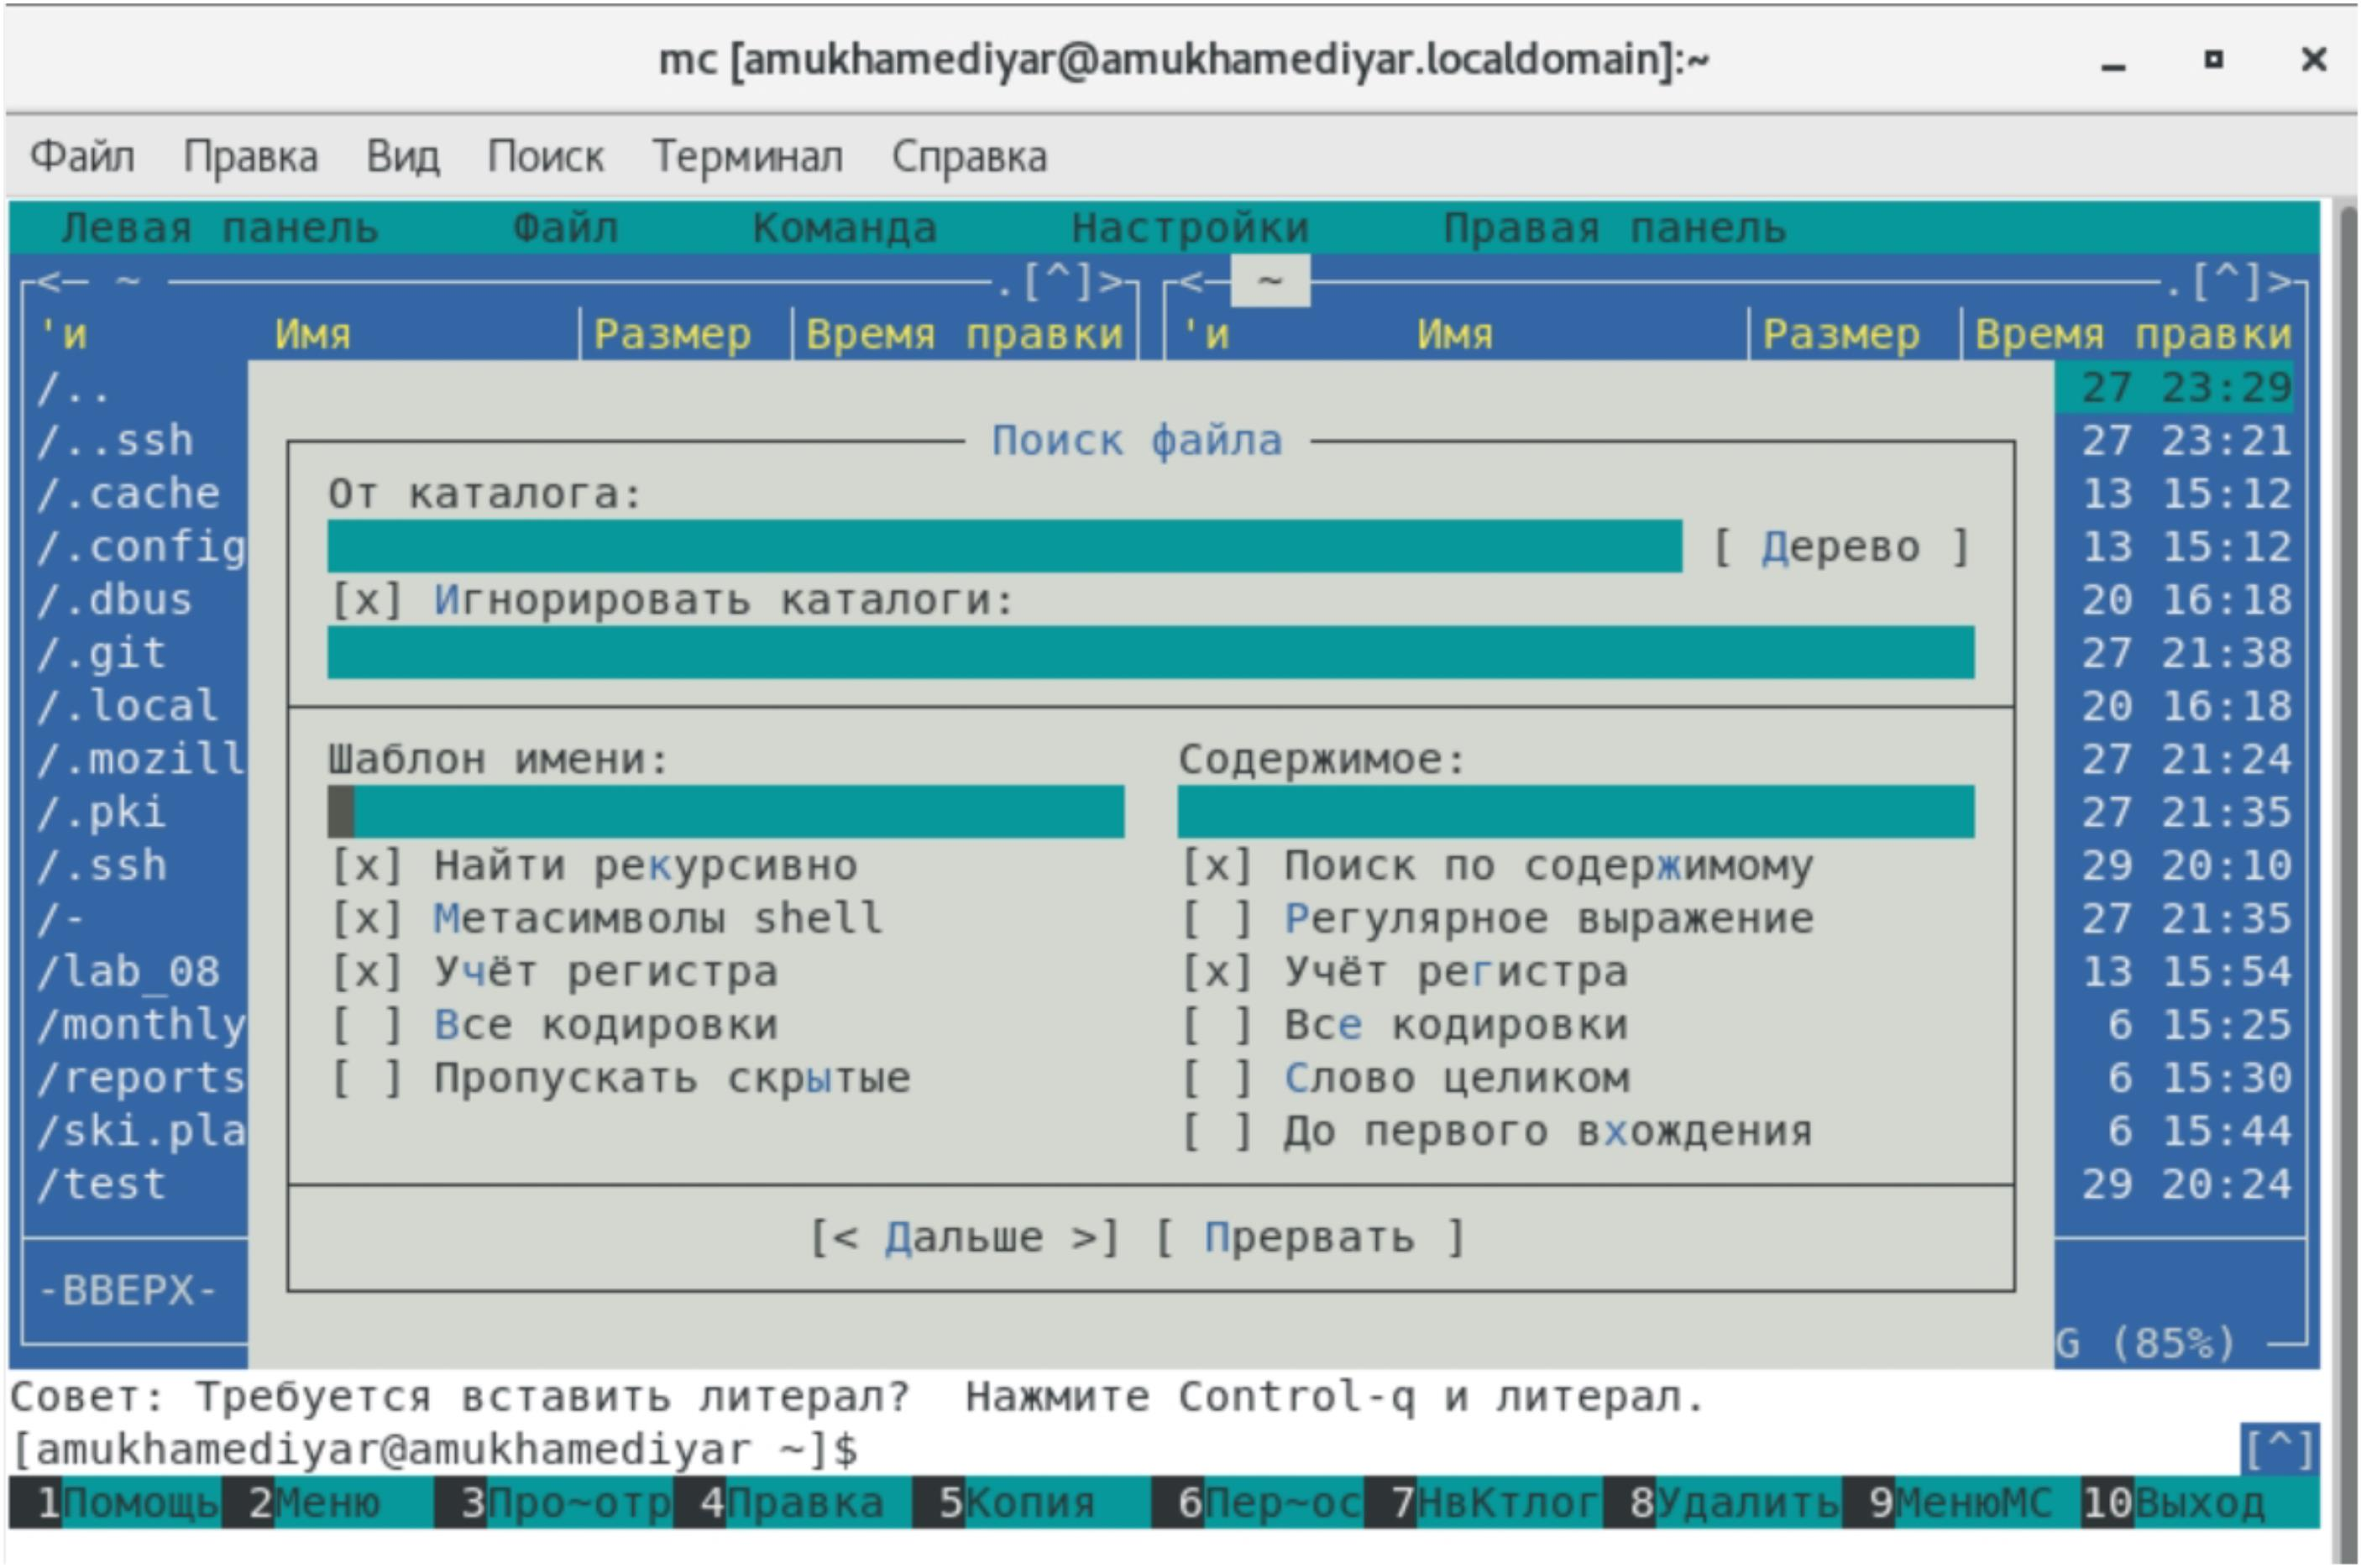 mc [amukhamediyar@amukhamediyar.localdomain]:~
Файл Правка Вид Поиск Терминал Справка
Левая панель Файл Команда Настройки Правая панель
<— ~ .[^]> <— ~ .[^]>
'и Имя Размер Время правки 'и Имя Размер Время правки
/.. 27 23:29
/..ssh Поиск файла 27 23:21
/.cache От каталога: 13 15:12
/.config [ Дерево ] 13 15:12
/.dbus [x] Игнорировать каталоги: 20 16:18
/.git 27 21:38
/.local 20 16:18
/.mozill Шаблон имени: Содержимое: 27 21:24
/.pki 27 21:35
/.ssh [x] Найти рекурсивно [x] Поиск по содержимому 29 20:10
/- [x] Метасимволы shell [ ] Регулярное выражение 27 21:35
/lab_08 [x] Учёт регистра [x] Учёт регистра 13 15:54
/monthly [ ] Все кодировки [ ] Все кодировки 6 15:25
/reports [ ] Пропускать скрытые [ ] Слово целиком 6 15:30
/ski.pla [ ] До первого вхождения 6 15:44
/test 29 20:24
[< Дальше >] [ Прервать ]
-ВВЕРХ-
G (85%)
Совет: Требуется вставить литерал? Нажмите Control-q и литерал.
[amukhamediyar@amukhamediyar ~]$ [^]
1Помощь 2Меню 3Про~отр 4Правка 5Копия 6Пер~ос 7НвКтлог 8Удалить 9МенюМС 10Выход